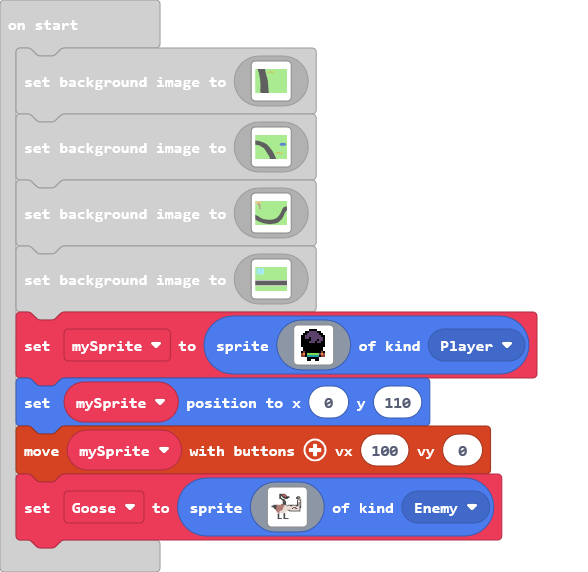 on start
set background image to
set background image to
set background image to
set background image to
set mySprite to sprite of kind Player
set mySprite position to x 0 y 110
move mySprite with buttons + vx 100 vy 0
set Goose to sprite of kind Enemy